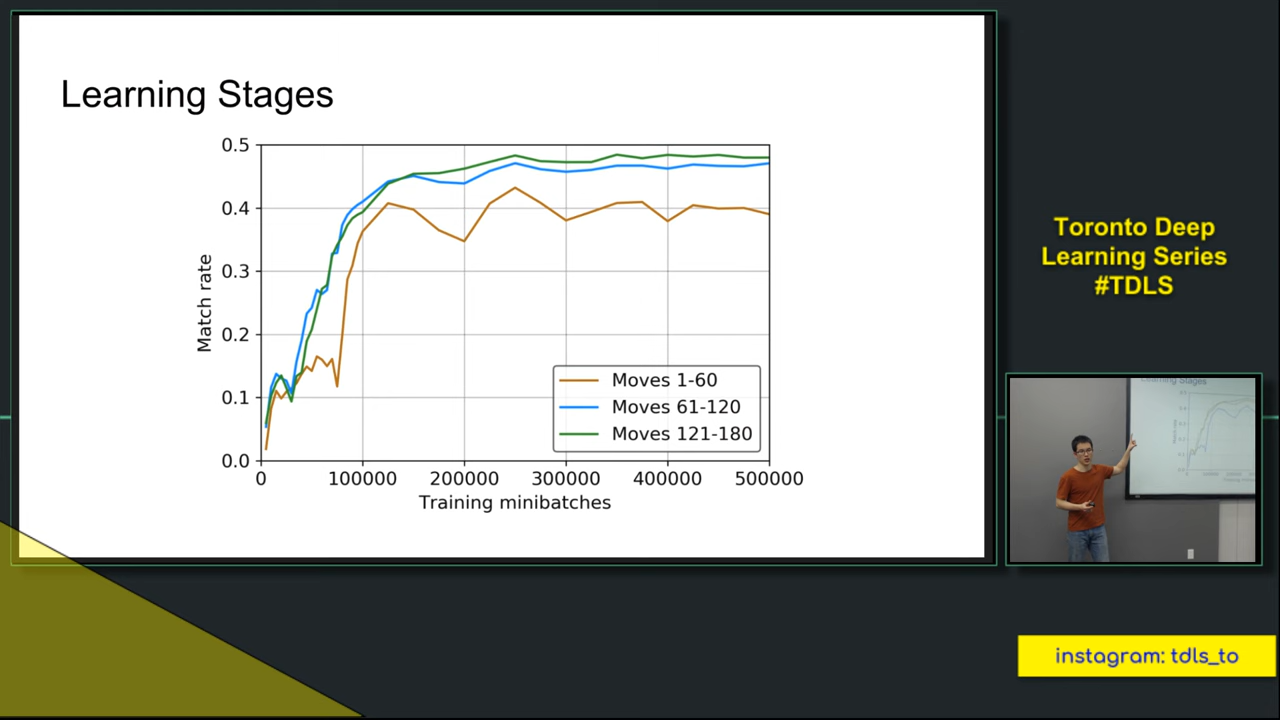 Learning Stages
0.5
0.4
0.3
0.2
0.1
0.0
Match rate
0
100000
200000
300000
400000
500000
Training minibatches
Moves 1-60
Moves 61-120
Moves 121-180
Toronto Deep
Learning Series
#TDLS
Learning Stages
instagram: tdls_to